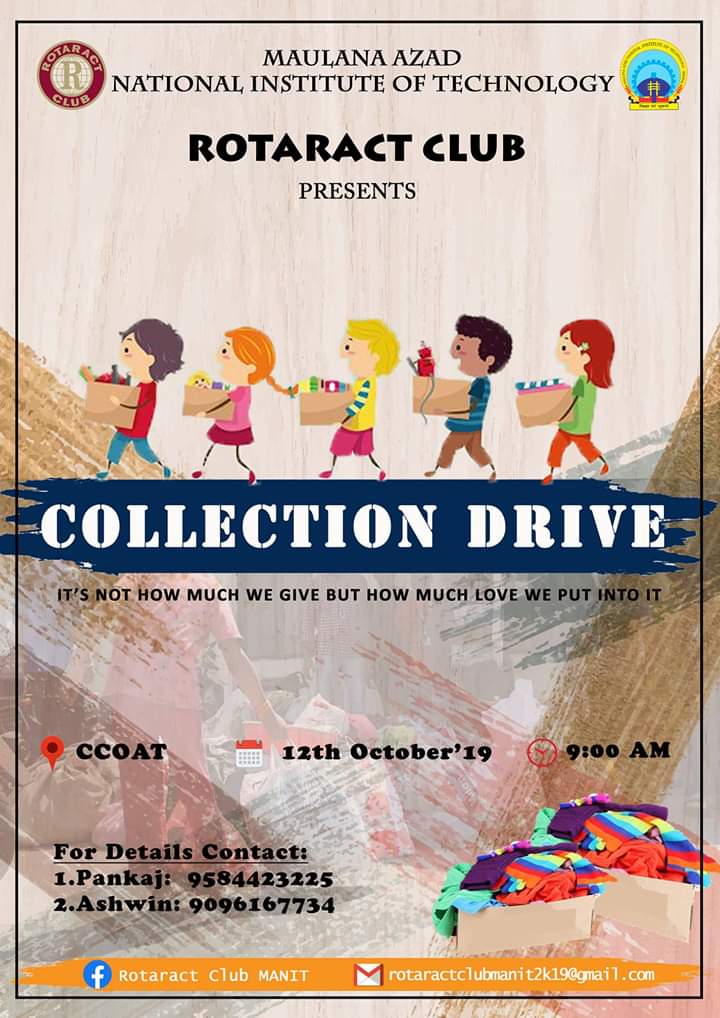 ROTARACT
R
CLUB
MAULANA AZAD
NATIONAL INSTITUTE OF TECHNOLOGY
ROTARACT CLUB
PRESENTS
COLLECTION DRIVE
IT'S NOT HOW MUCH WE GIVE BUT HOW MUCH LOVE WE PUT INTO IT
CCOAT 12th October'19 9:00 AM
For Details Contact:
1.Pankaj: 9584423225
2.Ashwin: 9096167734
Rotaract Club MANIT rotaractclubmanit2k19@gmail.com